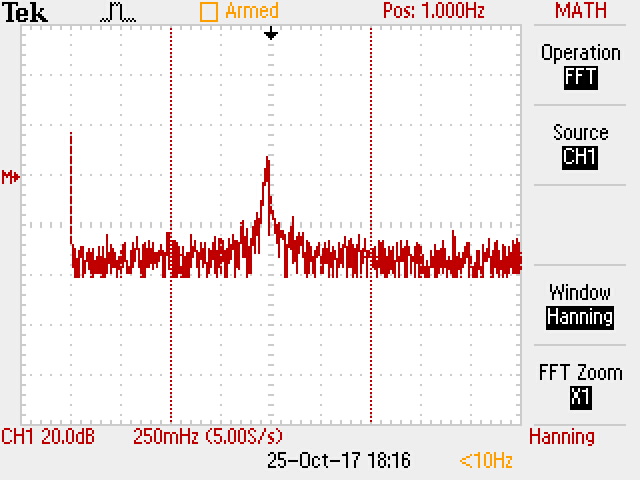 Tek Armed Pos: 1.000Hz MATH
Operation
FFT
Source
CH1
M
Window
Hanning
FFT Zoom
X1
CH1 20.0dB 250mHz (5.00S/s) Hanning
25-Oct-17 18:16 <10Hz